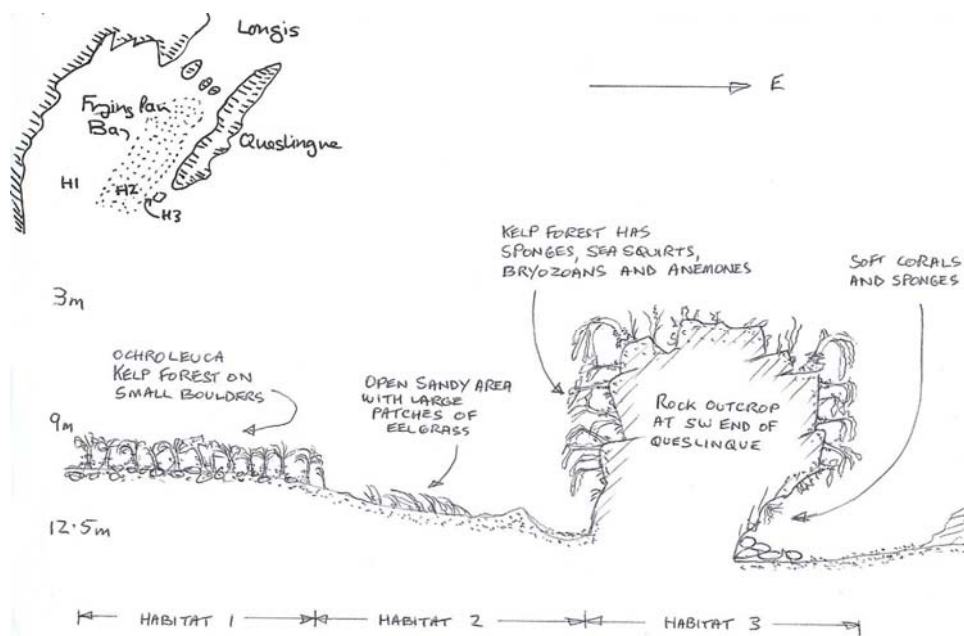 Longis
E
Frying Pan
Bay
Queslingue
H1
H2
H3
KELP FOREST HAS
SPONGES, SEA SQUIRTS,
BRYOZOANS AND ANEMONES
SOFT CORALS
AND SPONGES
3m
OCHROLEUCA
KELP FOREST ON
SMALL BOULDERS
OPEN SANDY AREA
WITH LARGE
PATCHES OF
EELGRASS
ROCK OUTCROP
AT SW END OF
QUESLINQUE
9m
12.5m
HABITAT 1
HABITAT 2
HABITAT 3